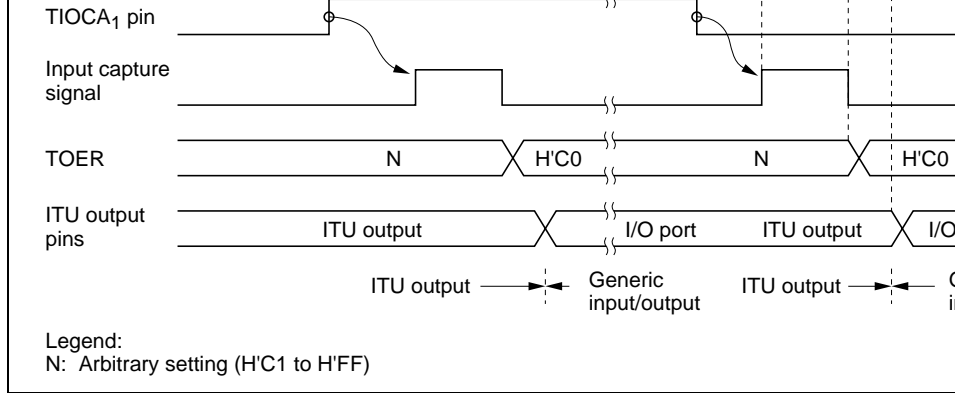 TIOCA1 pin
Input capture
signal
TOER N H'C0 N H'C0
ITU output
pins
ITU output I/O port ITU output I/O
ITU output Generic
input/output
ITU output
Legend:
N: Arbitrary setting (H'C1 to H'FF)